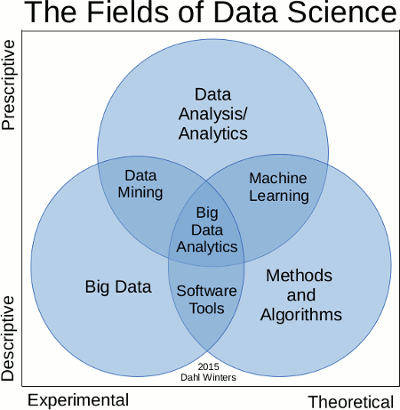 The Fields of Data Science
Prescriptive
Data
Analysis/
Analytics
Data
Mining
Machine
Learning
Big
Data
Analytics
Big Data
Software
Tools
Methods
and
Algorithms
Descriptive
2015
Dahl Winters
Experimental
Theoretical